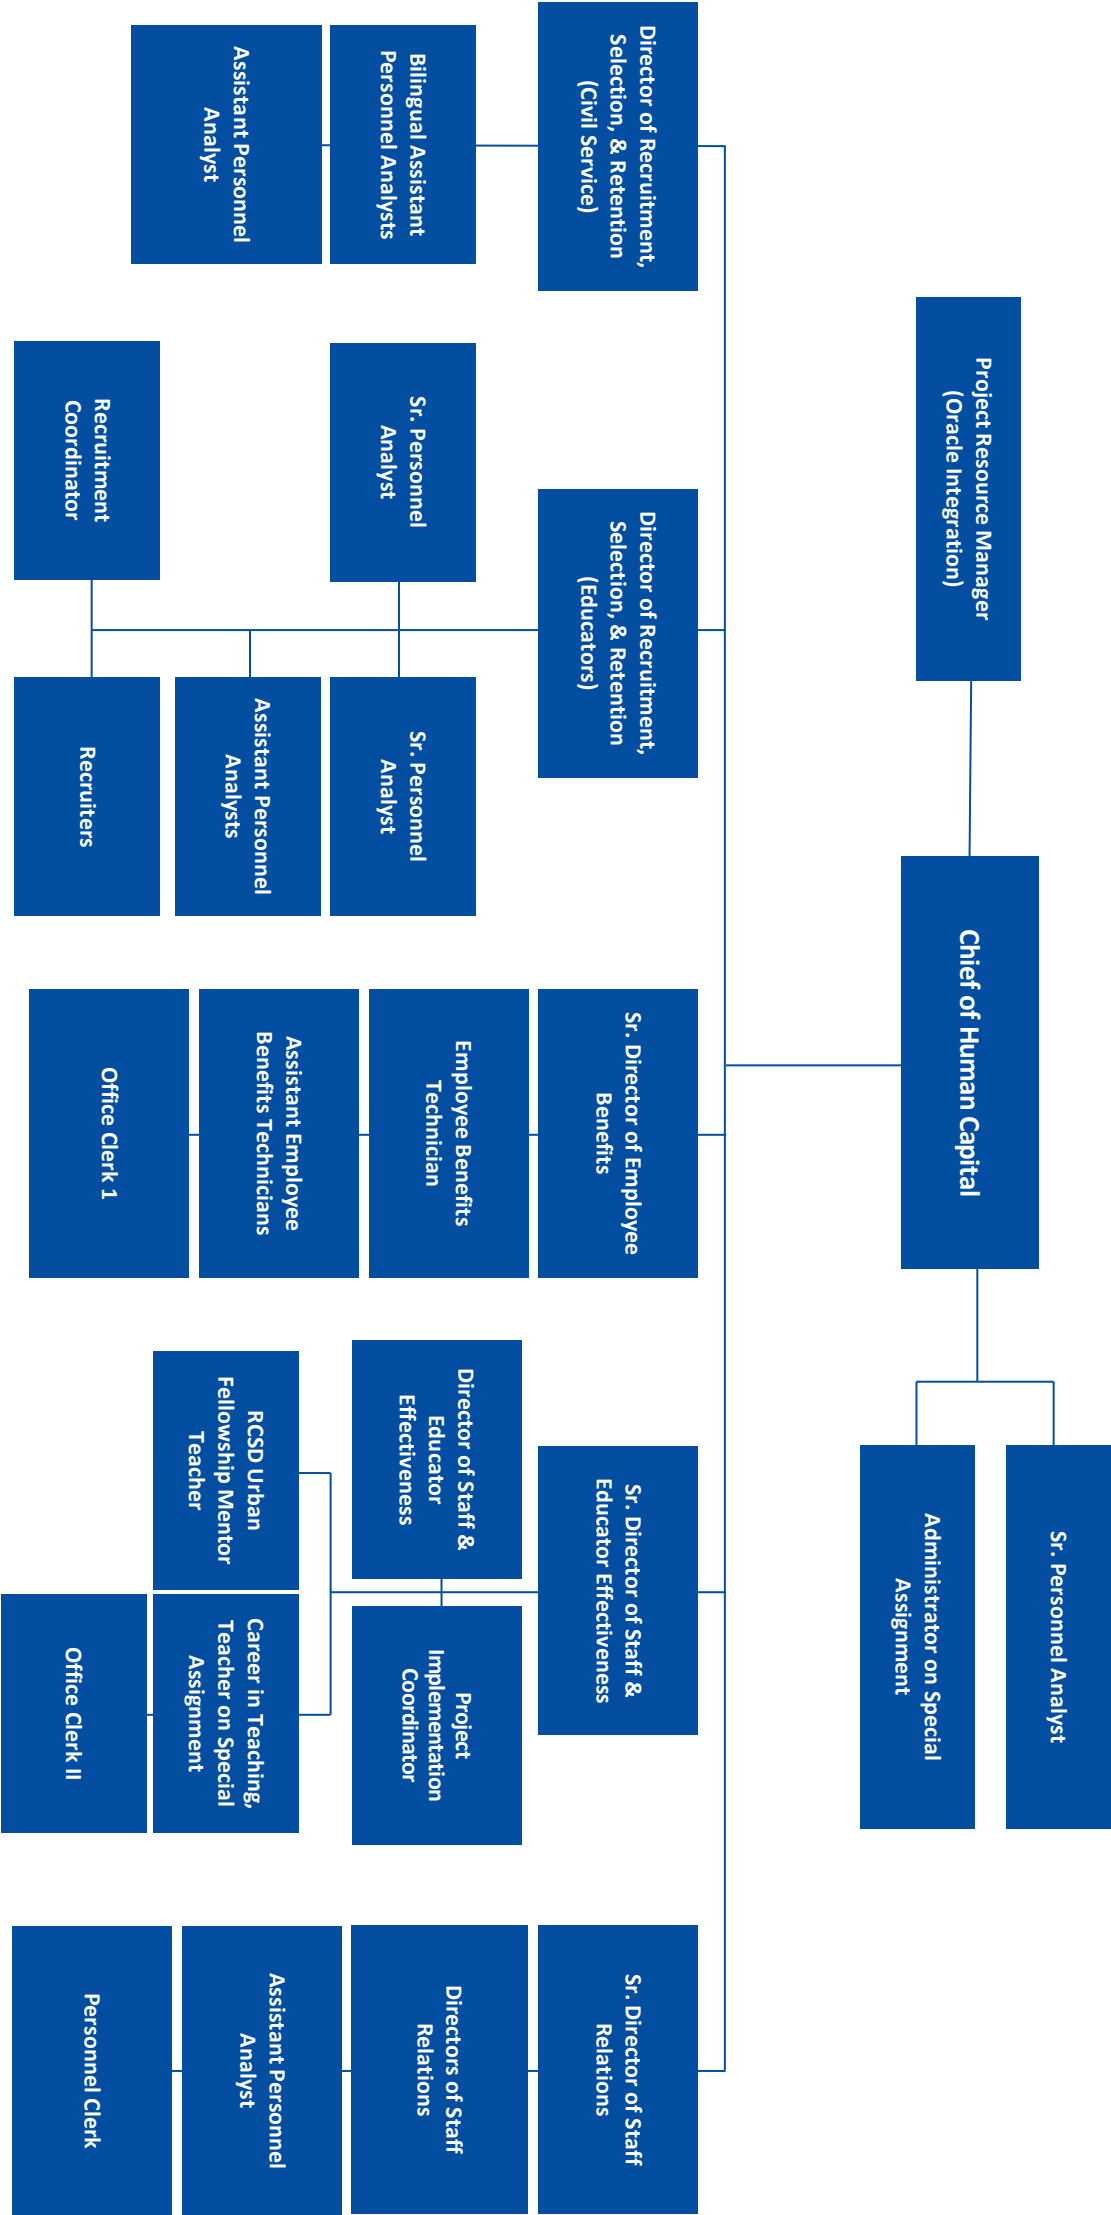 Project Resource Manager
(Oracle Integration)
Chief of Human Capital
Sr. Personnel Analyst
Administrator on Special
Assignment
Director of Recruitment,
Selection, & Retention
(Civil Service)
Bilingual Assistant
Personnel Analysts
Assistant Personnel
Analyst
Director of Recruitment,
Selection, & Retention
(Educators)
Sr. Personnel
Analyst
Sr. Personnel
Analyst
Assistant Personnel
Analysts
Recruitment
Coordinator
Recruiters
Sr. Director of Employee
Benefits
Employee Benefits
Technician
Assistant Employee
Benefits Technicians
Office Clerk 1
Sr. Director of Staff &
Educator Effectiveness
Director of Staff &
Educator
Effectiveness
Project
Implementation
Coordinator
RCSD Urban
Fellowship Mentor
Teacher
Career in Teaching,
Teacher on Special
Assignment
Office Clerk II
Sr. Director of Staff
Relations
Directors of Staff
Relations
Assistant Personnel
Analyst
Personnel Clerk